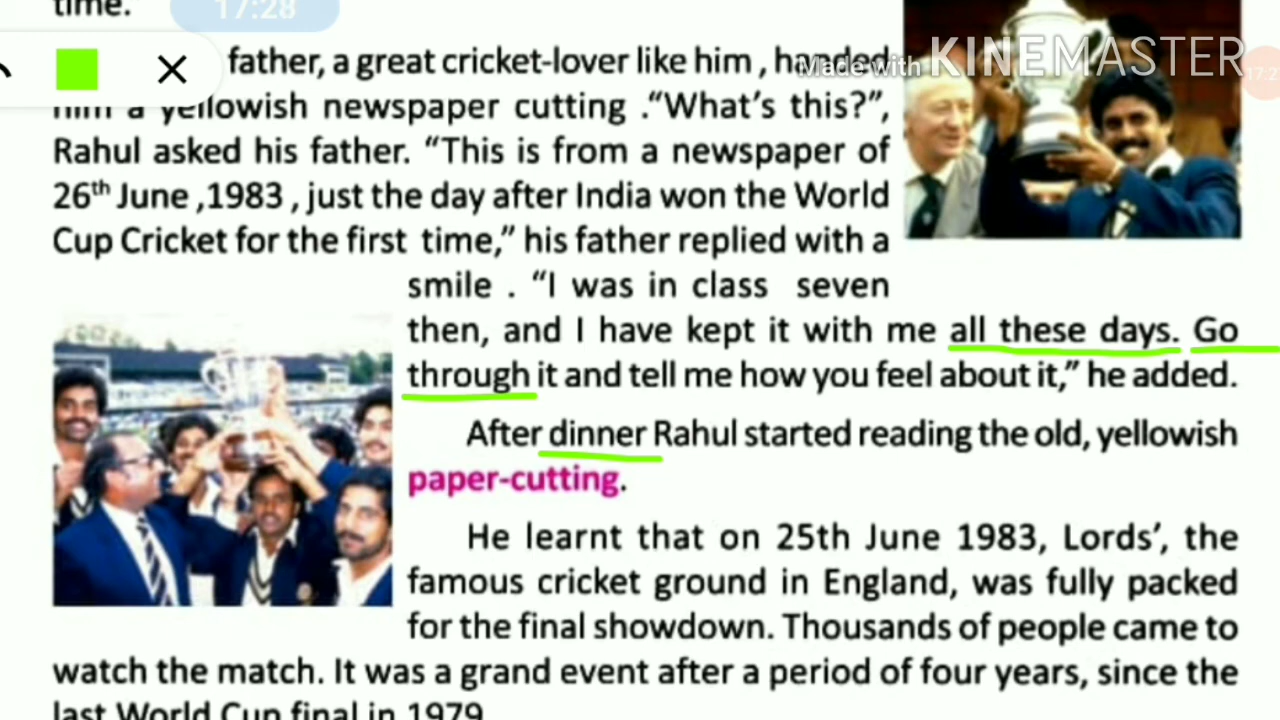 time."
17:28
father, a great cricket-lover like him , handed
Made with KINEMASTER
him a yellowish newspaper cutting ."What's this?",
Rahul asked his father. "This is from a newspaper of
26th June ,1983 , just the day after India won the World
Cup Cricket for the first time," his father replied with a
smile . "I was in class seven
then, and I have kept it with me all these days. Go
through it and tell me how you feel about it," he added.
After dinner Rahul started reading the old, yellowish
paper-cutting.
He learnt that on 25th June 1983, Lords', the
famous cricket ground in England, was fully packed
for the final showdown. Thousands of people came to
watch the match. It was a grand event after a period of four years, since the
last World Cup final in 1979